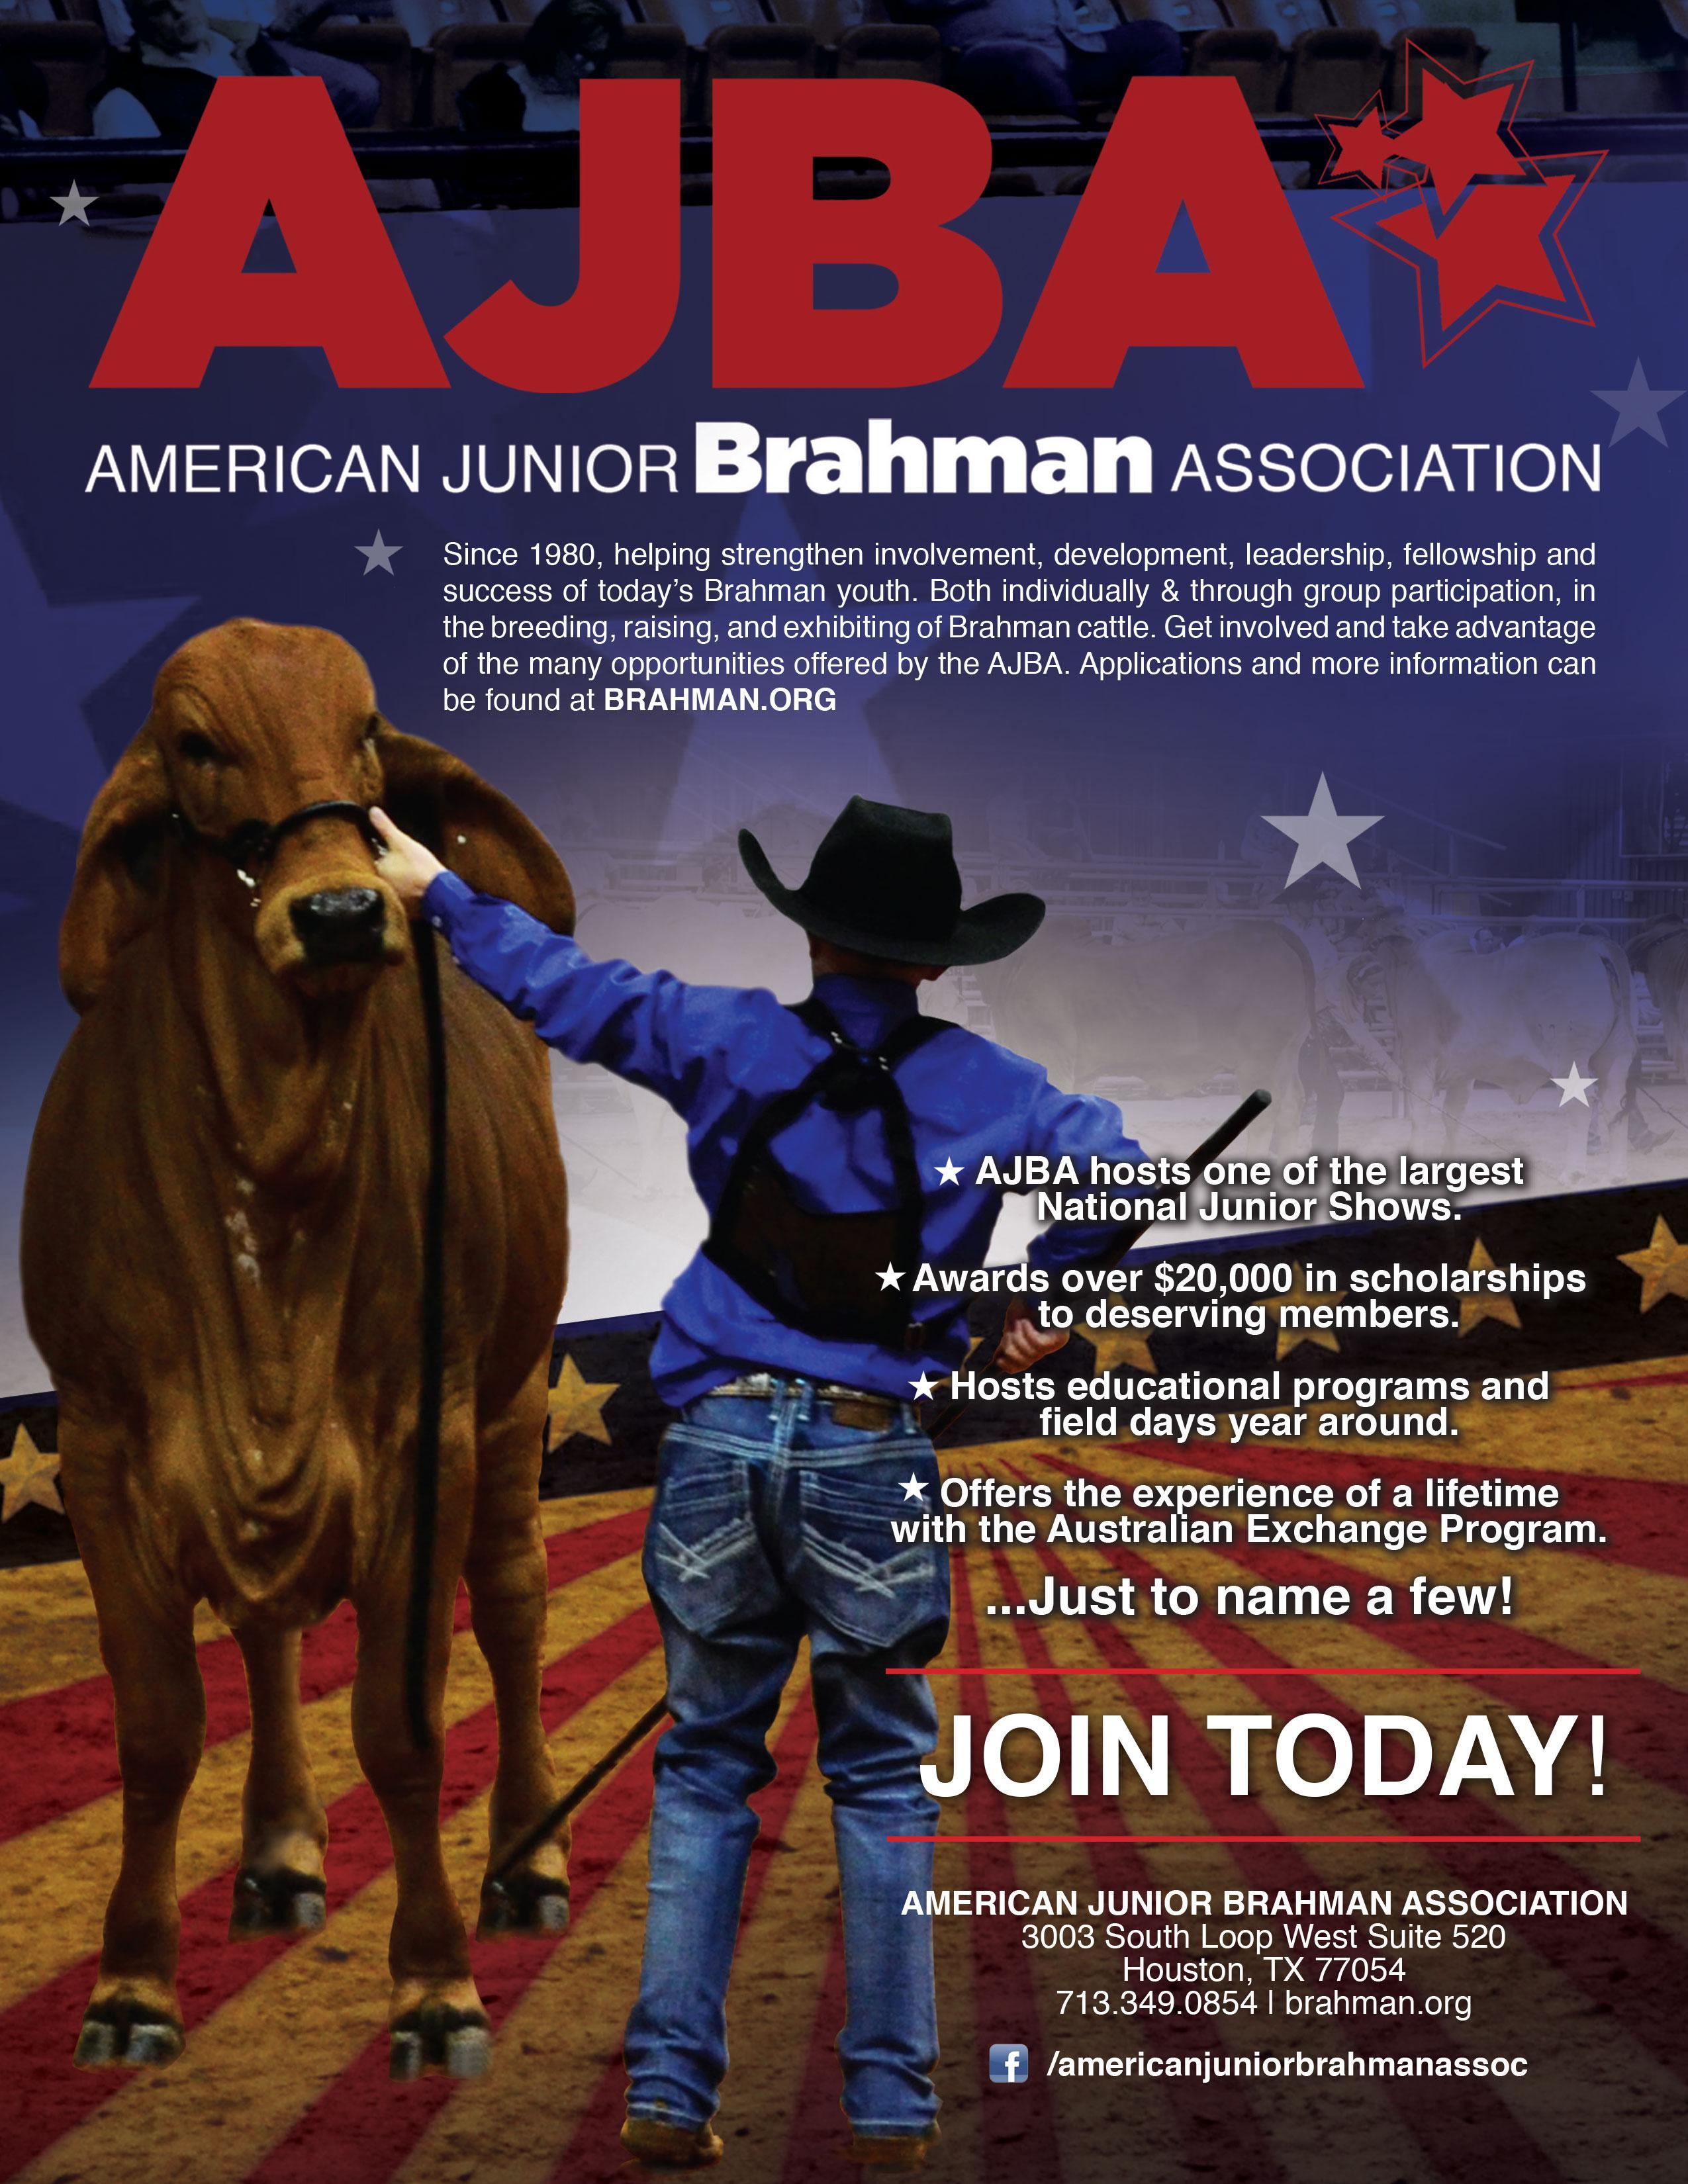 AJBA
AMERICAN JUNIOR Brahman ASSOCIATION
Since 1980, helping strengthen involvement, development, leadership, fellowship and
success of today's Brahman youth. Both individually & through group participation, in
the breeding, raising, and exhibiting of Brahman cattle. Get involved and take advantage
of the many opportunities offered by the AJBA. Applications and more information can
be found at BRAHMAN.ORG
★ AJBA hosts one of the largest
National Junior Shows.
★ Awards over $20,000 in scholarships
to deserving members.
★ Hosts educational programs and
field days year around.
★ Offers the experience of a lifetime
with the Australian Exchange Program.
...Just to name a few!
JOIN TODAY!
AMERICAN JUNIOR BRAHMAN ASSOCIATION
3003 South Loop West Suite 520
Houston, TX 77054
713.349.0854 | brahman.org
f /americanjuniorbrahmanassoc